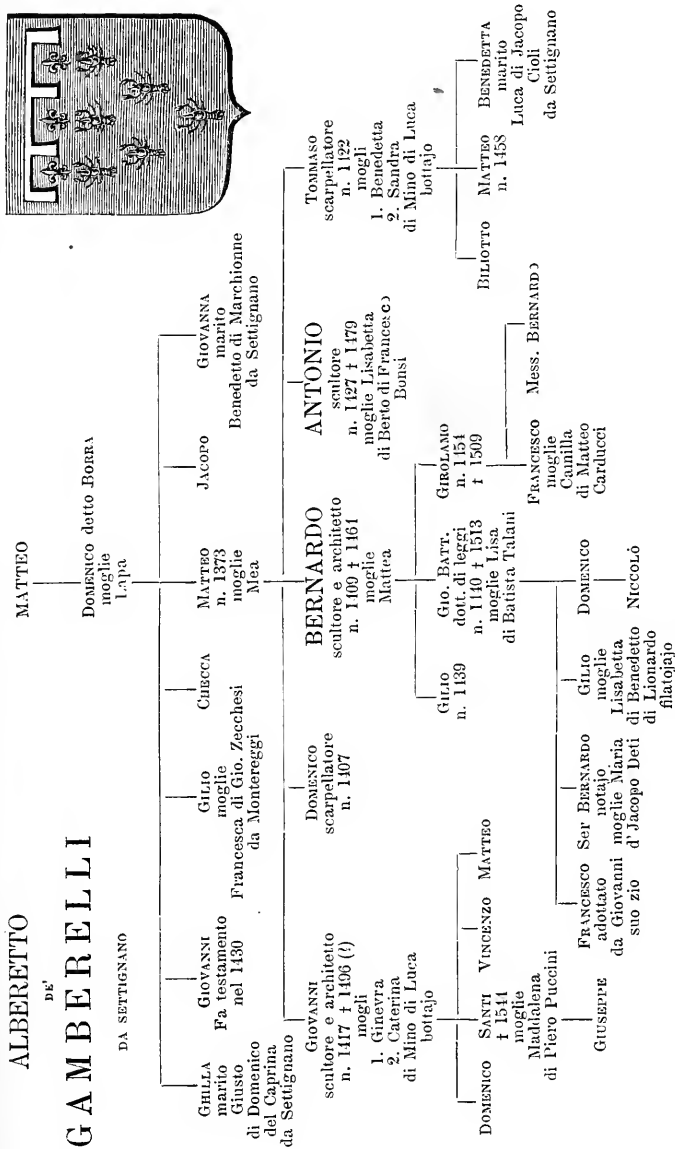 ALBERETTO
DE'
GAMBERELLI
DA SETTIGNANO
MATTEO
DOMENICO detto BORRA
moglie
Lapa
GHILLA
marito
Giusto
di Domenico
del Caprina
da Settignano
GIOVANNI
Fa testamento
nel 1430
GILIO
moglie
Francesca di Gio. Zecchesi
da Montereggi
CHECCA
MATTEO
n. 1373
moglie
Mea
JACOPO
GIOVANNA
marito
Benedetto di Marchionne
da Settignano
GIOVANNI
scultore e architetto
n. 1417 † 1496 (?)
mogli
1. Ginevra
2. Caterina
di Mino di Luca
bottajo
DOMENICO
scarpellatore
n. 1407
BERNARDO
scultore e architetto
n. 1409 † 1464
moglie
Mattea
ANTONIO
scultore
n. 1427 † 1479
moglie Lisabetta
di Berto di Francesco
Bonsi
TOMMASO
scarpellatore
n. 1422
mogli
1. Benedetta
2. Sandra
di Mino di Luca
bottajo
DOMENICO
SANTI
† 1544
moglie
Maddalena
di Piero Puccini
VINCENZO
MATTEO
GILIO
n. 1439
GIO. BATT.
dott. di leggi
n. 1440 † 1513
moglie Lisa
di Batista Talani
GIROLAMO
n. 1454
† 1509
BILIOTTO
MATTEO
n. 1458
BENEDETTA
marito
Luca di Jacopo
Cioli
da Settignano
GIUSEPPE
FRANCESCO
adottato
da Giovanni
suo zio
Ser BERNARDO
notajo
moglie Maria
d'Jacopo Deti
GILIO
moglie
Lisabetta
di Benedetto
di Lionardo
filatojajo
DOMENICO
NICCOLÒ
FRANCESCO
moglie
Camilla
di Matteo
Carducci
Mess. BERNARDO